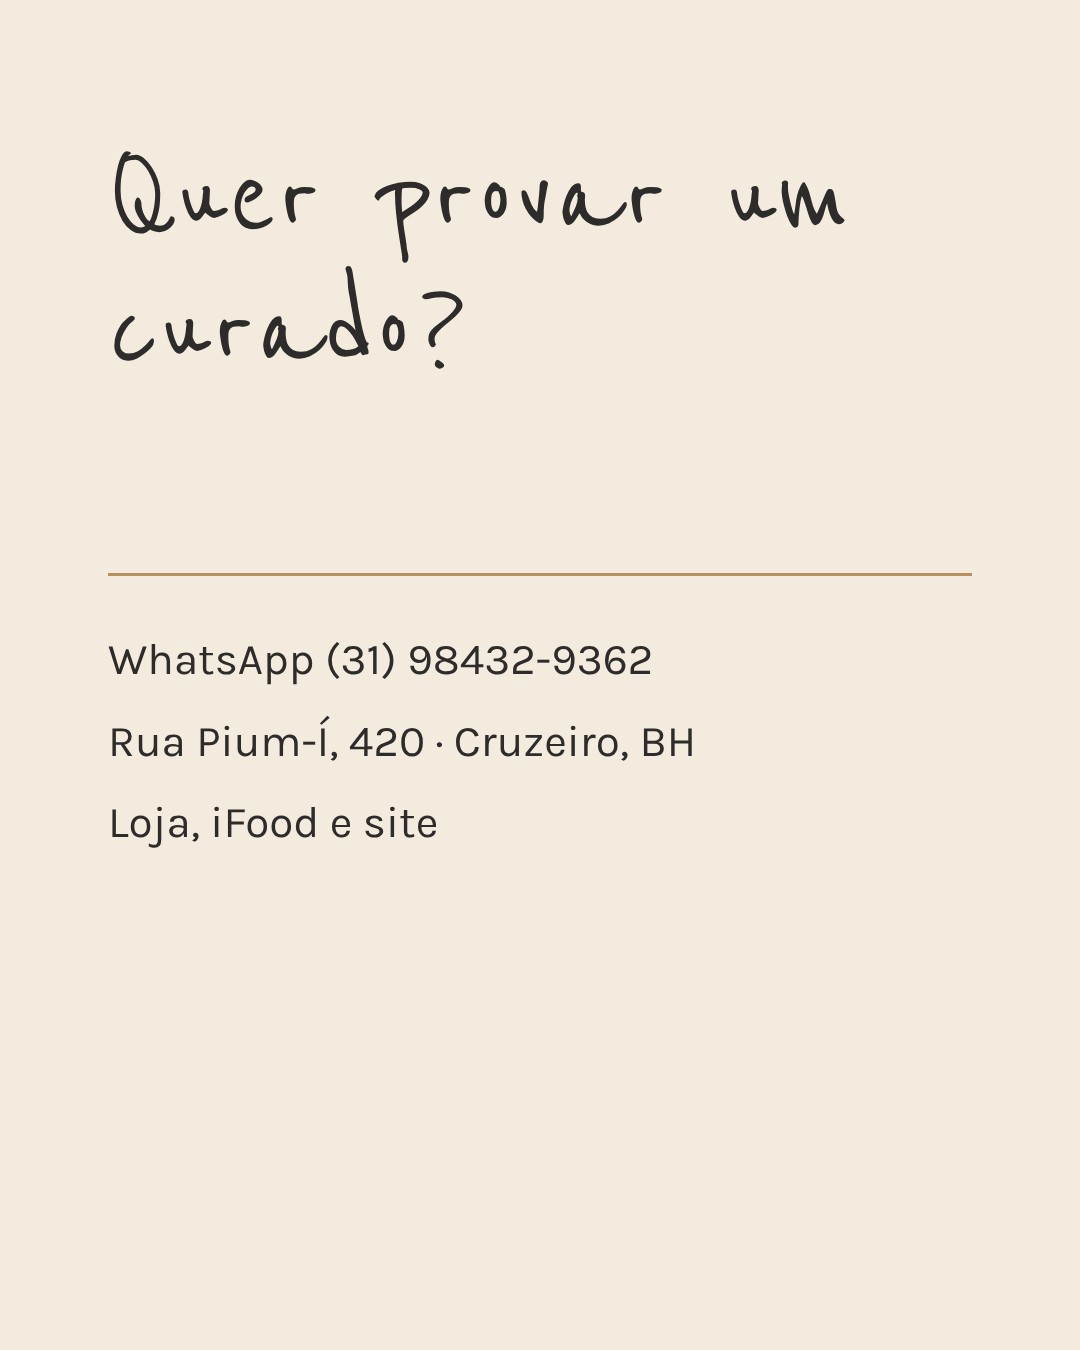 Quer provar um
curado?
WhatsApp (31) 98432-9362
Rua Pium-Í, 420 · Cruzeiro, BH
Loja, iFood e site